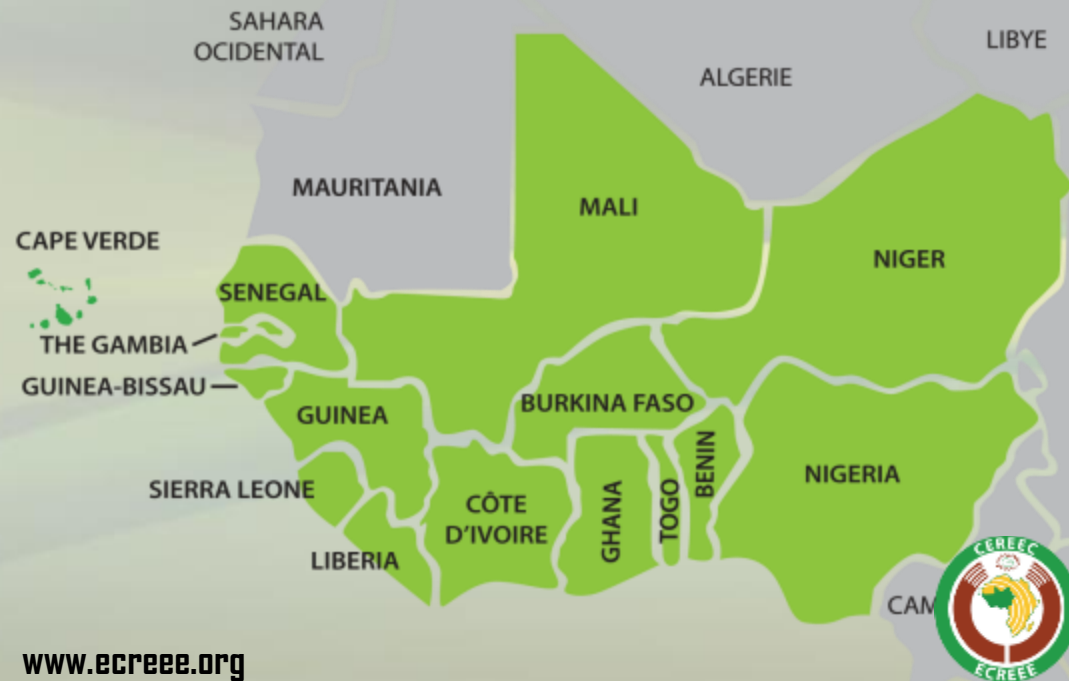 SAHARA
OCIDENTAL
LIBYE
ALGERIE
MAURITANIA
MALI
CAPE VERDE
NIGER
SENEGAL
THE GAMBIA
GUINEA-BISSAU
BURKINA FASO
GUINEA
BENIN
NIGERIA
SIERRA LEONE
CÔTE
D'IVOIRE
GHANA
TOGO
LIBERIA
CEREEC
CAM
ECREEE
www.ecreee.org